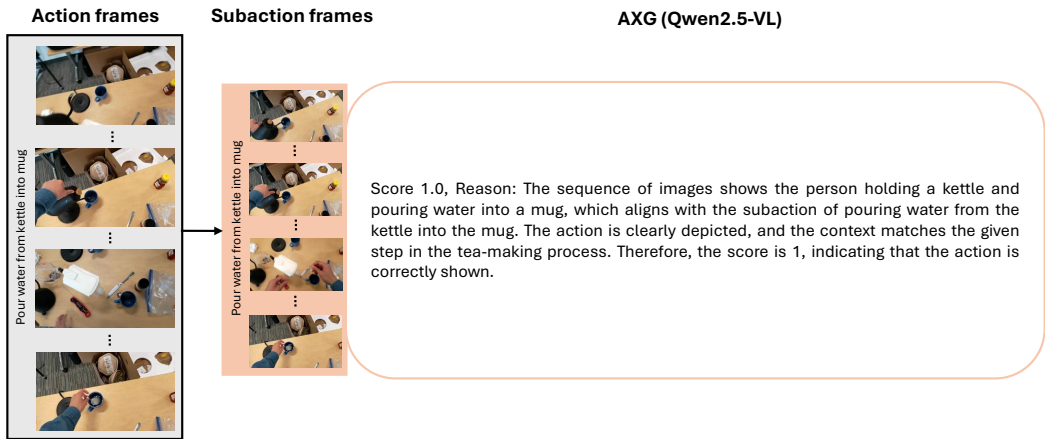 Action frames
Subaction frames
AXG (Qwen2.5-VL)
Pour water from kettle into mug
Pour water from kettle into mug
Score 1.0, Reason: The sequence of images shows the person holding a kettle and
pouring water into a mug, which aligns with the subaction of pouring water from the
kettle into the mug. The action is clearly depicted, and the context matches the given
step in the tea-making process. Therefore, the score is 1, indicating that the action is
correctly shown.